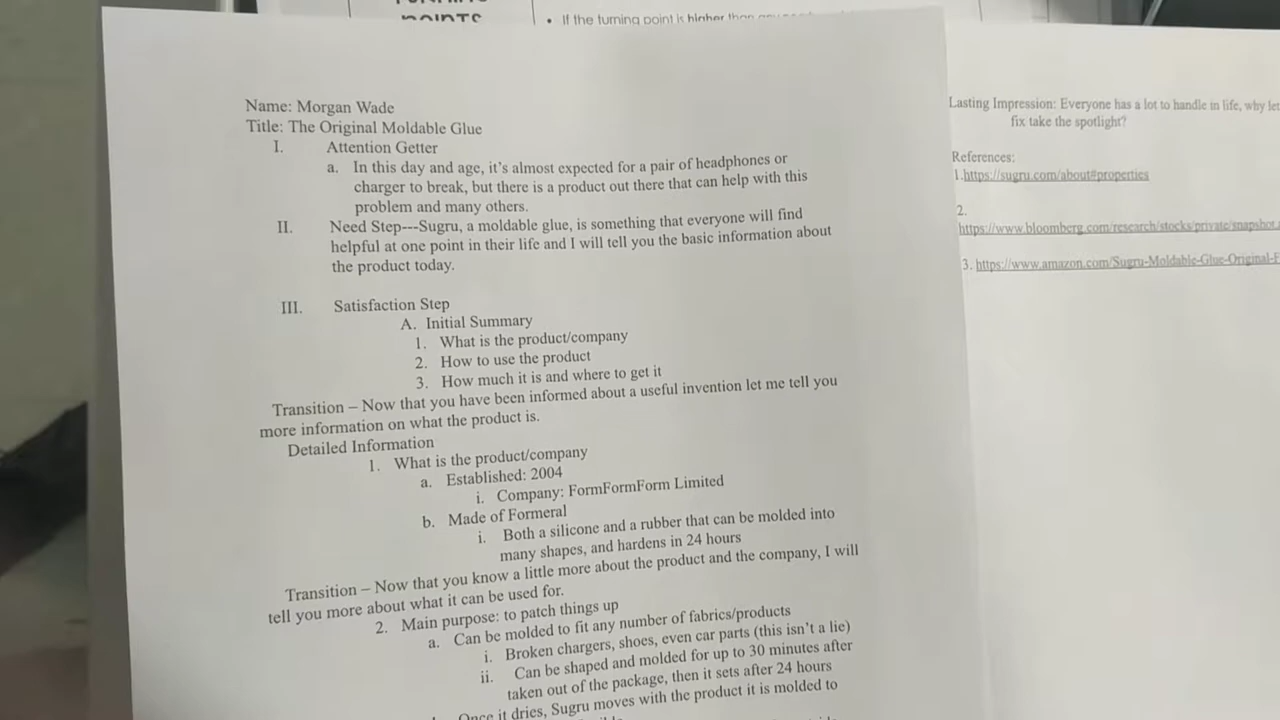 POINTS
• If the turning point is higher than
Name: Morgan Wade
Title: The Original Moldable Glue
I. Attention Getter
a. In this day and age, it's almost expected for a pair of headphones or
charger to break, but there is a product out there that can help with this
problem and many others.
II. Need Step---Sugru, a moldable glue, is something that everyone will find
helpful at one point in their life and I will tell you the basic information about
the product today.
III. Satisfaction Step
A. Initial Summary
1. What is the product/company
2. How to use the product
3. How much it is and where to get it
Transition – Now that you have been informed about a useful invention let me tell you
more information on what the product is.
Detailed Information
1. What is the product/company
a. Established: 2004
i. Company: FormFormForm Limited
b. Made of Formeral
i. Both a silicone and a rubber that can be molded into
many shapes, and hardens in 24 hours
Transition – Now that you know a little more about the product and the company, I will
tell you more about what it can be used for.
2. Main purpose: to patch things up
a. Can be molded to fit any number of fabrics/products
i. Broken chargers, shoes, even car parts (this isn't a lie)
ii. Can be shaped and molded for up to 30 minutes after
taken out of the package, then it sets after 24 hours
Once it dries, Sugru moves with the product it is molded to
Lasting Impression: Everyone has a lot to handle in life, why let
fix take the spotlight?
References:
1.https://sugru.com/about#properties
2.
https://www.bloomberg.com/research/stocks/private/snapshot.
3. https://www.amazon.com/Sugru-Moldable-Glue-Original-F